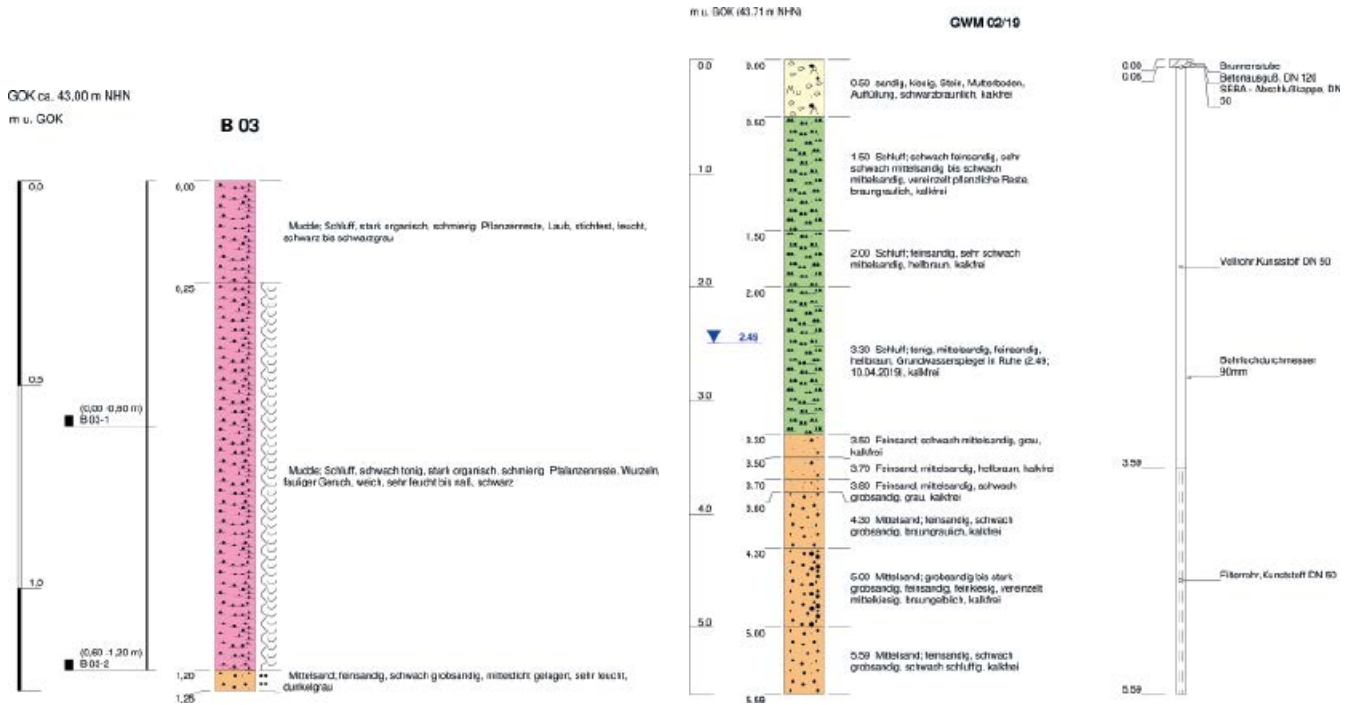 GOK ca. 43,00 m NHN
m u. GOK
B 03
0,0
0,00
Mudde; Schluff, stark organisch, schmierig, Pflanzenreste, Laub, stichfest, feucht,
schwarz bis schwarzgrau
0,25
0,5
(0,00 -0,60 m)
B 03-1
Mudde; Schluff, schwach tonig, stark organisch, schmierig, Pfalanzenreste, Wurzeln,
fauliger Geruch, weich, sehr feucht bis naß, schwarz
1,0
(0,60 -1,20 m)
B 03-2
1,20
Mittelsand; feinsandig, schwach grobsandig, mitteldicht gelagen, sehr feucht,
dunkelgrau
1,25
m u. GOK (43.71 m NHN)
GWM 02/19
0.0
0.00
0.50 sandig, kiesig, Stein, Mutterboden,
Auffüllung, schwarzbraunlich, kalkfrei
0.50
1.0
1.50 Schluff; schwach feinsandig, sehr
schwach mittelsandig bis schwach
mittelsandig, vereinzelt pflanzliche Reste,
braungraulich, kalkfrei
1.50
2.00 Schluff; feinsandig, sehr schwach
mittelsandig, hellbraun, kalkfrei
2.0
2.00
2.49
3.30 Schluff; tonig, mittelsandig, feinsandig,
hellbraun, Grundwasserspiegel in Ruhe (2.49;
10.04.2019), kalkfrei
3.0
3.30
3.50 Feinsand; schwach mittelsandig, grau,
kalkfrei
3.50
3.70 Feinsand; mittelsandig, hellbraun, kalkfrei
3.70
3.80 Feinsand; mittelsandig, schwach
grobsandig, grau, kalkfrei
3.80
4.0
4.30 Mittelsand; feinsandig, schwach
grobsandig, braungraulich, kalkfrei
4.30
5.00 Mittelsand; grobsandig bis stark
grobsandig, feinsandig, feinkiesig, vereinzelt
mittelkiesig, braungelblich, kalkfrei
5.0
5.00
5.59 Mittelsand; feinsandig, schwach
grobsandig, schwach schluffig, kalkfrei
5.59
0.00
0.05
Brunnenstube
Betonausguß, DN 120
SEBA - Abschlußkappe, DN
50
Vollrohr,Kunststoff DN 50
Bohrlochdurchmesser
90mm
3.59
Filterrohr,Kunststoff DN 50
5.59